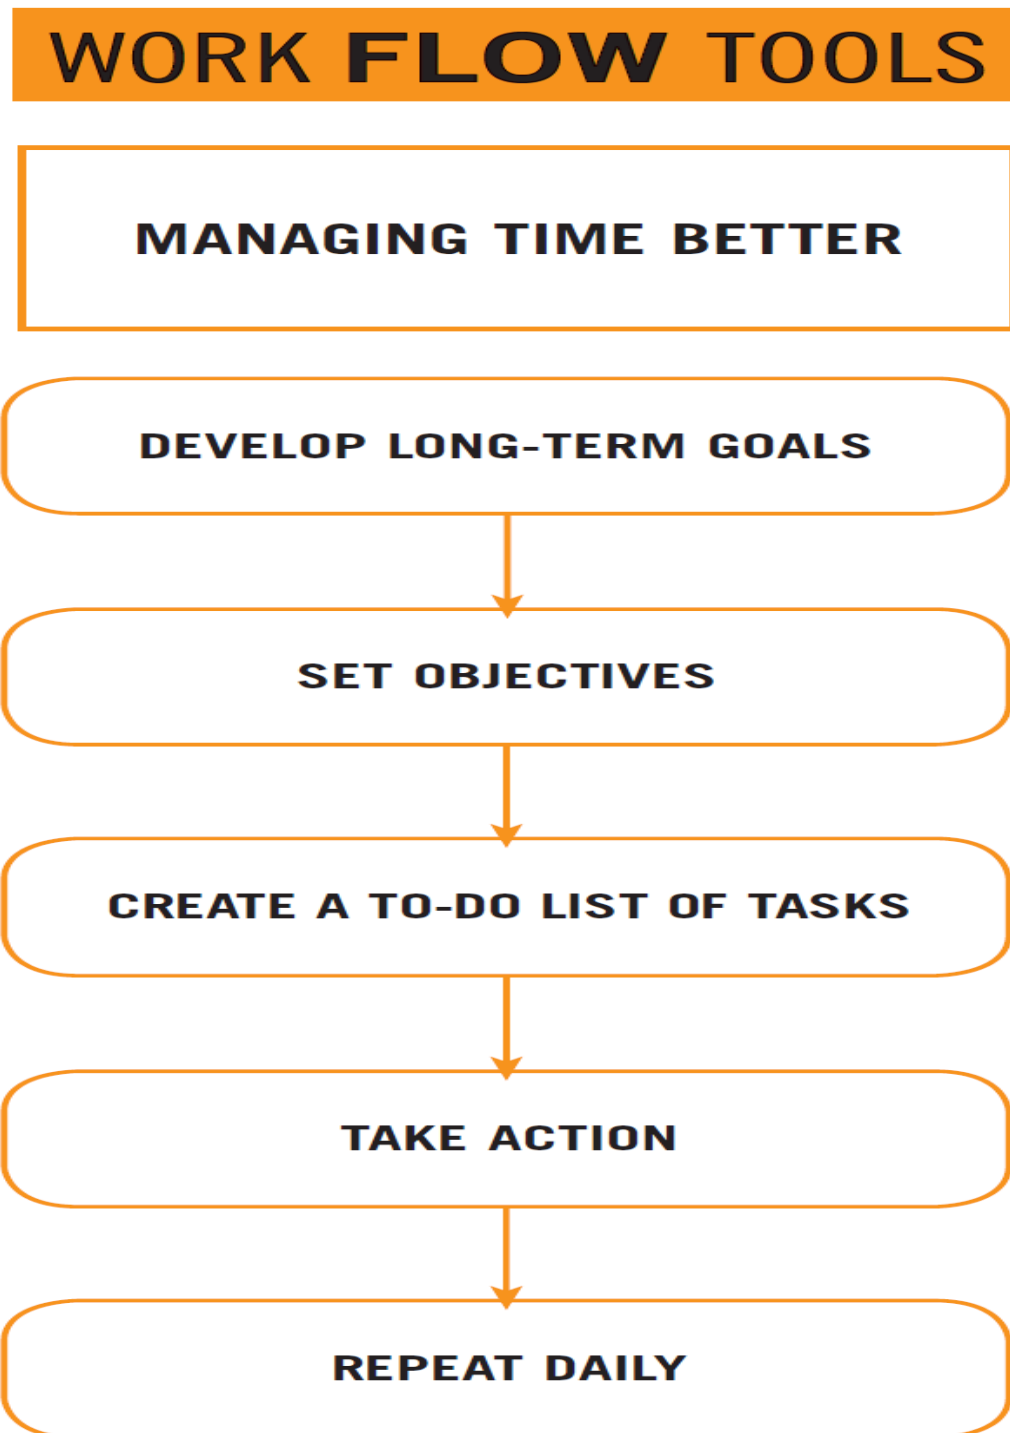 WORK FLOW TOOLS
MANAGING TIME BETTER
DEVELOP LONG-TERM GOALS
SET OBJECTIVES
CREATE A TO-DO LIST OF TASKS
TAKE ACTION
REPEAT DAILY